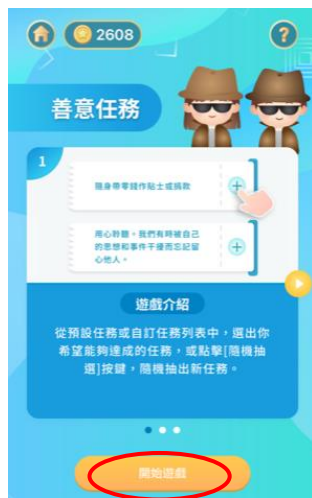 2608
?
善意任務
1
隨身帶零錢作貼士或捐款
用心聆聽。我們有時被自己
的思想和事件干擾而忘記留
心他人。
遊戲介紹
從預設任務或自訂任務列表中，選出你
希望能夠達成的任務，或點擊[隨機抽
選]按鍵，隨機抽出新任務。
開始遊戲